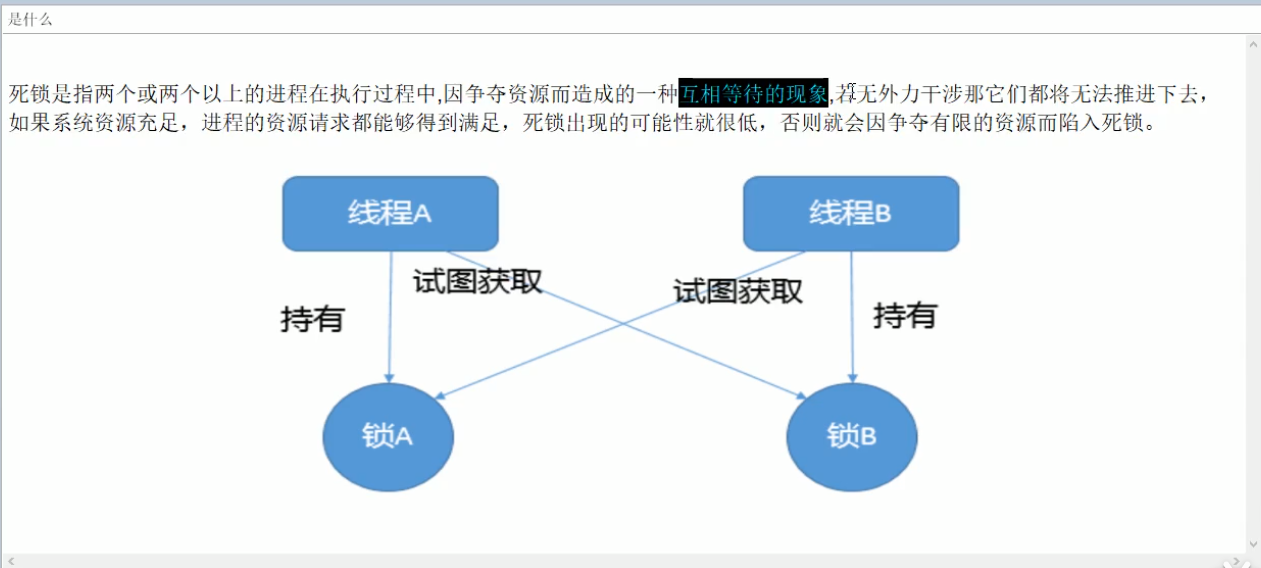 是什么
死锁是指两个或两个以上的进程在执行过程中,因争夺资源而造成的一种互相等待的现象,若无外力干涉那它们都将无法推进下去，
如果系统资源充足，进程的资源请求都能够得到满足，死锁出现的可能性就很低，否则就会因争夺有限的资源而陷入死锁。
线程A
线程B
试图获取
试图获取
持有
持有
锁A
锁B